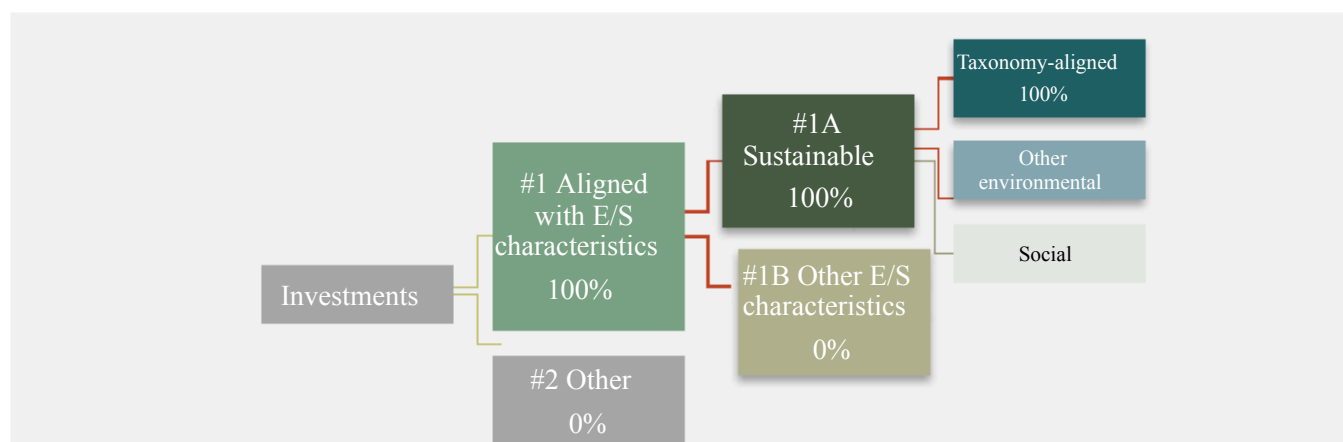 Investments
#1 Aligned
with E/S
characteristics
100%
#2 Other
0%
#1A
Sustainable
100%
#1B Other E/S
characteristics
0%
Taxonomy-aligned
100%
Other
environmental
Social